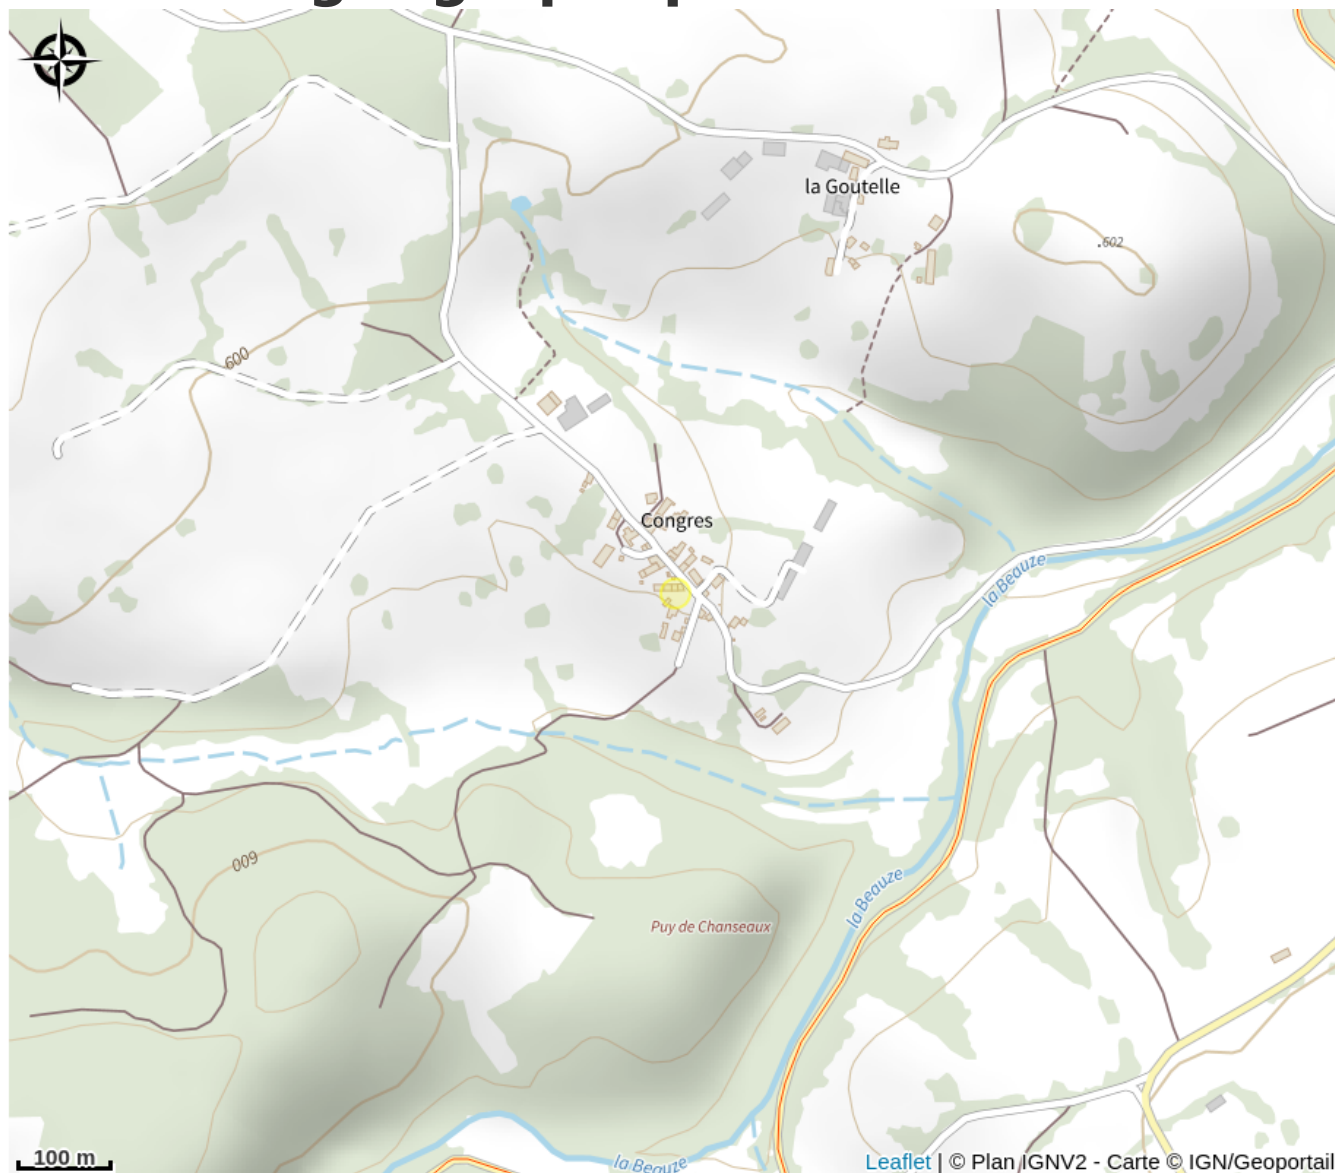 la Goutelle
.602
600
Congres
la Beauze
600
la Beauze
Puy de Chanseaux
la Beauze
100 m
Leaflet | © Plan IGNV2 - Carte © IGN/Geoportail